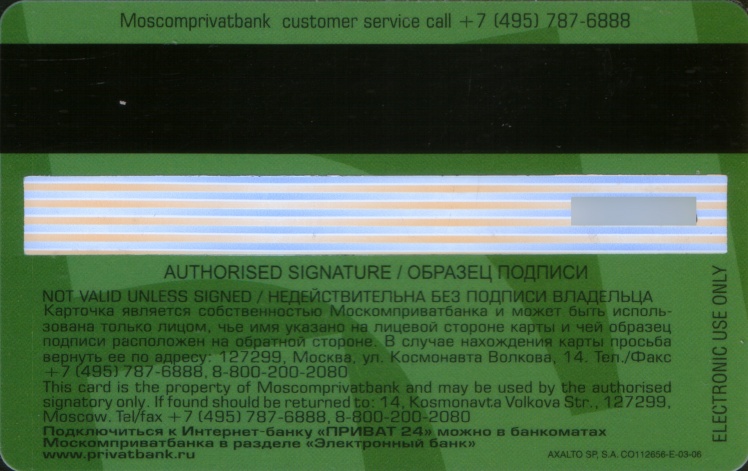 Moscomprivatbank customer service call +7 (495) 787-6888
AUTHORISED SIGNATURE / ОБРАЗЕЦ ПОДПИСИ
NOT VALID UNLESS SIGNED / НЕДЕЙСТВИТЕЛЬНА БЕЗ ПОДПИСИ ВЛАДЕЛЬЦА
Карточка является собственностью Москомприватбанка и может быть исполь-
зована только лицом, чье имя указано на лицевой стороне карты и чей образец
подписи расположен на обратной стороне. В случае нахождения карты просьба
вернуть ее по адресу: 127299, Москва, ул. Космонавта Волкова, 14. Тел./Факс
+7 (495) 787-6888, 8-800-200-2080
This card is the property of Moscomprivatbank and may be used by the authorised
signatory only. If found should be returned to: 14, Kosmonavta Volkova Str., 127299,
Moscow. Tel/fax +7 (495) 787-6888, 8-800-200-2080
Подключиться к Интернет-банку «ПРИВАТ 24» можно в банкоматах
Москомприватбанка в разделе «Электронный банк»
www.privatbank.ru
AXALTO SP, S.A. CO112656-E-03-06
ELECTRONIC USE ONLY